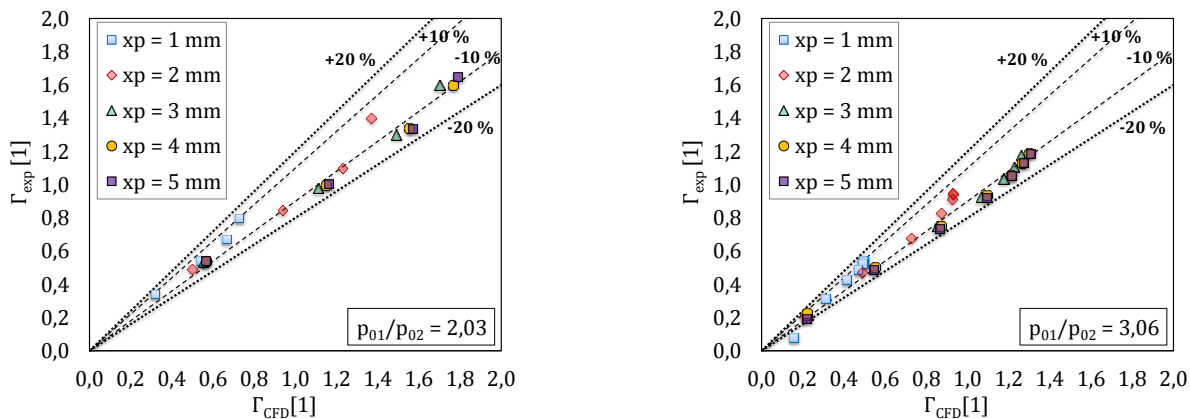 2,0
1,8
1,6
1,4
1,2
1,0
0,8
0,6
0,4
0,2
0,0
Γexp [1]
xp = 1 mm
xp = 2 mm
xp = 3 mm
xp = 4 mm
xp = 5 mm
+20 %
+10 %
-10 %
-20 %
p01/p02 = 2,03
0,0 0,2 0,4 0,6 0,8 1,0 1,2 1,4 1,6 1,8 2,0
ΓCFD[1]
2,0
1,8
1,6
1,4
1,2
1,0
0,8
0,6
0,4
0,2
0,0
Γexp [1]
xp = 1 mm
xp = 2 mm
xp = 3 mm
xp = 4 mm
xp = 5 mm
+20 %
+10 %
-10 %
-20 %
p01/p02 = 3,06
0,0 0,2 0,4 0,6 0,8 1,0 1,2 1,4 1,6 1,8 2,0
ΓCFD[1]